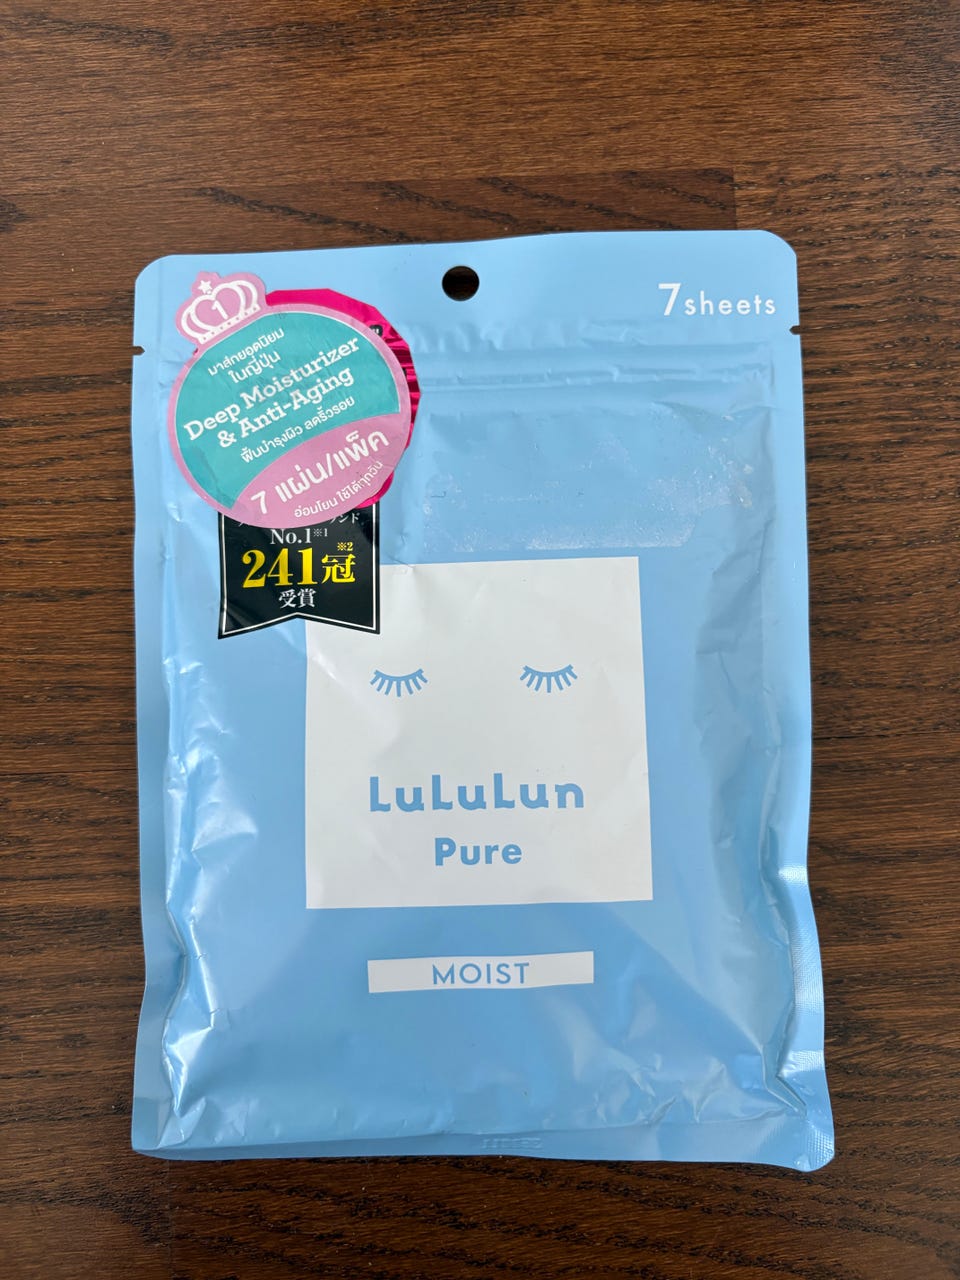 7sheets
1
มาส์กยอดนิยม
ในญี่ปุ่น
Deep Moisturizer
& Anti-Aging
ฟื้นบำรุงผิว ลดริ้วรอย
7 แผ่น/แพ็ค
อ่อนโยน ใช้ได้ทุกวัน
No.1※1
241冠※2
受賞
LuLuLun
Pure
MOIST